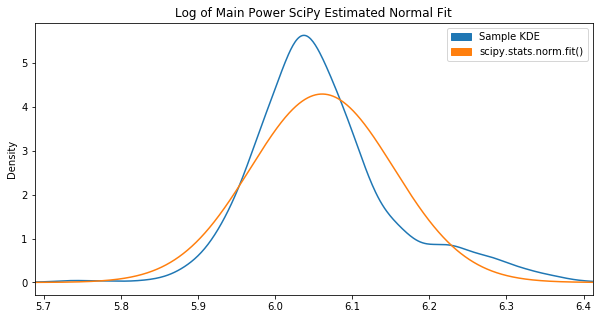 Log of Main Power SciPy Estimated Normal Fit
Sample KDE
scipy.stats.norm.fit()
Density
5
4
3
2
1
0
5.7 5.8 5.9 6.0 6.1 6.2 6.3 6.4